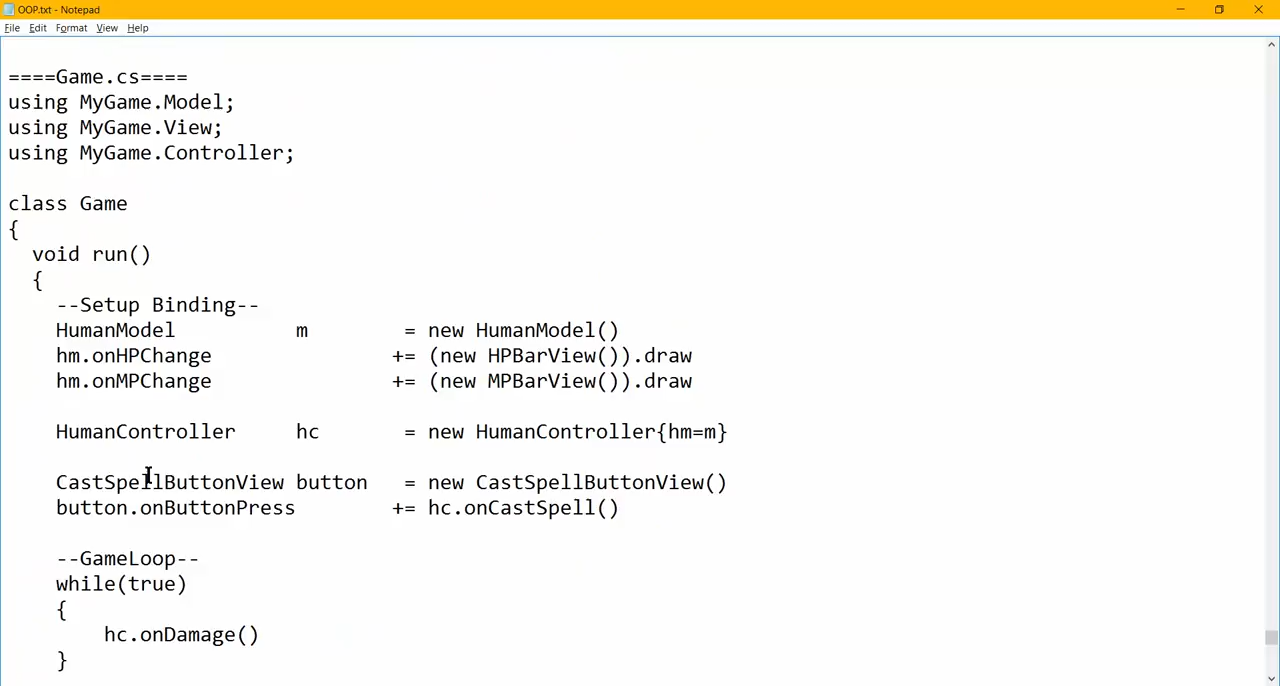 OOP.txt - Notepad
File Edit Format View Help
====Game.cs====
using MyGame.Model;
using MyGame.View;
using MyGame.Controller;
class Game
{
void run()
{
--Setup Binding--
HumanModel m = new HumanModel()
hm.onHPChange += (new HPBarView()).draw
hm.onMPChange += (new MPBarView()).draw
HumanController hc = new HumanController{hm=m}
CastSpellButtonView button = new CastSpellButtonView()
button.onButtonPress += hc.onCastSpell()
--GameLoop--
while(true)
{
hc.onDamage()
}